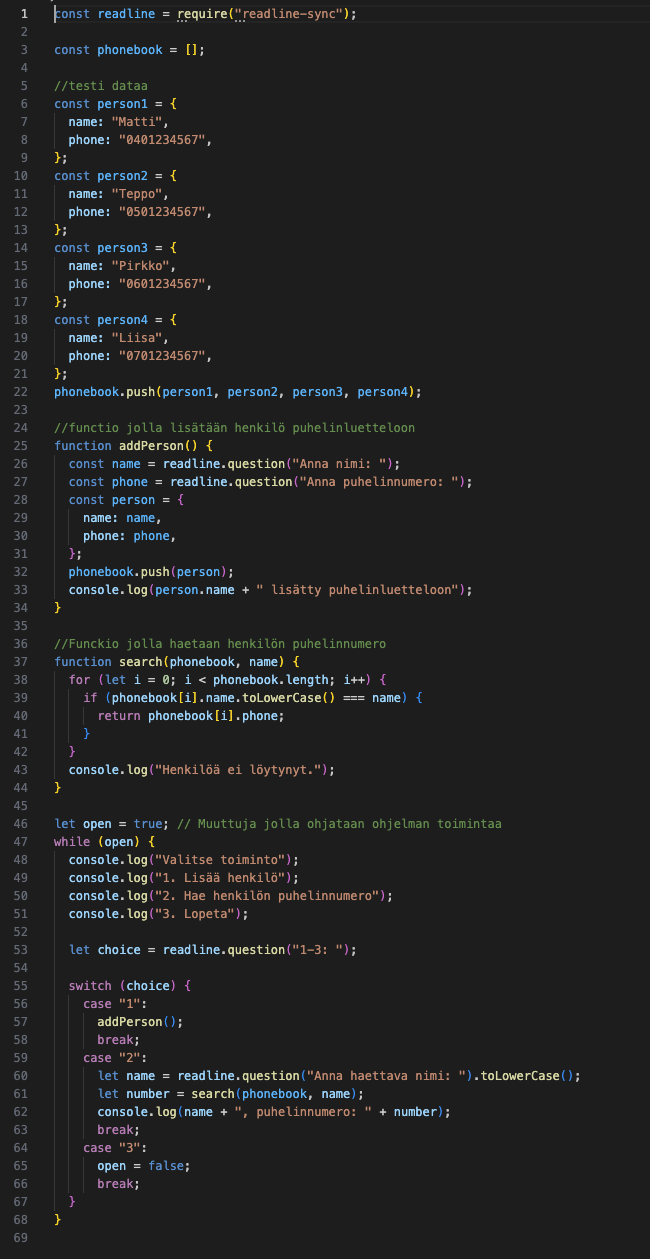 1 const readline = require("readline-sync");
2
3 const phonebook = [];
4
5 //testi dataa
6 const person1 = {
7   name: "Matti",
8   phone: "0401234567",
9 };
10 const person2 = {
11   name: "Teppo",
12   phone: "0501234567",
13 };
14 const person3 = {
15   name: "Pirkko",
16   phone: "0601234567",
17 };
18 const person4 = {
19   name: "Liisa",
20   phone: "0701234567",
21 };
22 phonebook.push(person1, person2, person3, person4);
23
24 //functio jolla lisätään henkilö puhelinluetteloon
25 function addPerson() {
26   const name = readline.question("Anna nimi: ");
27   const phone = readline.question("Anna puhelinnumero: ");
28   const person = {
29     name: name,
30     phone: phone,
31   };
32   phonebook.push(person);
33   console.log(person.name + " lisätty puhelinluetteloon");
34 }
35
36 //Funckio jolla haetaan henkilön puhelinnumero
37 function search(phonebook, name) {
38   for (let i = 0; i < phonebook.length; i++) {
39     if (phonebook[i].name.toLowerCase() === name) {
40       return phonebook[i].phone;
41     }
42   }
43   console.log("Henkilöä ei löytynyt.");
44 }
45
46 let open = true; // Muuttuja jolla ohjataan ohjelman toimintaa
47 while (open) {
48   console.log("Valitse toiminto");
49   console.log("1. Lisää henkilö");
50   console.log("2. Hae henkilön puhelinnumero");
51   console.log("3. Lopeta");
52
53   let choice = readline.question("1-3: ");
54
55   switch (choice) {
56     case "1":
57       addPerson();
58       break;
59     case "2":
60       let name = readline.question("Anna haettava nimi: ").toLowerCase();
61       let number = search(phonebook, name);
62       console.log(name + ", puhelinnumero: " + number);
63       break;
64     case "3":
65       open = false;
66       break;
67   }
68 }
69